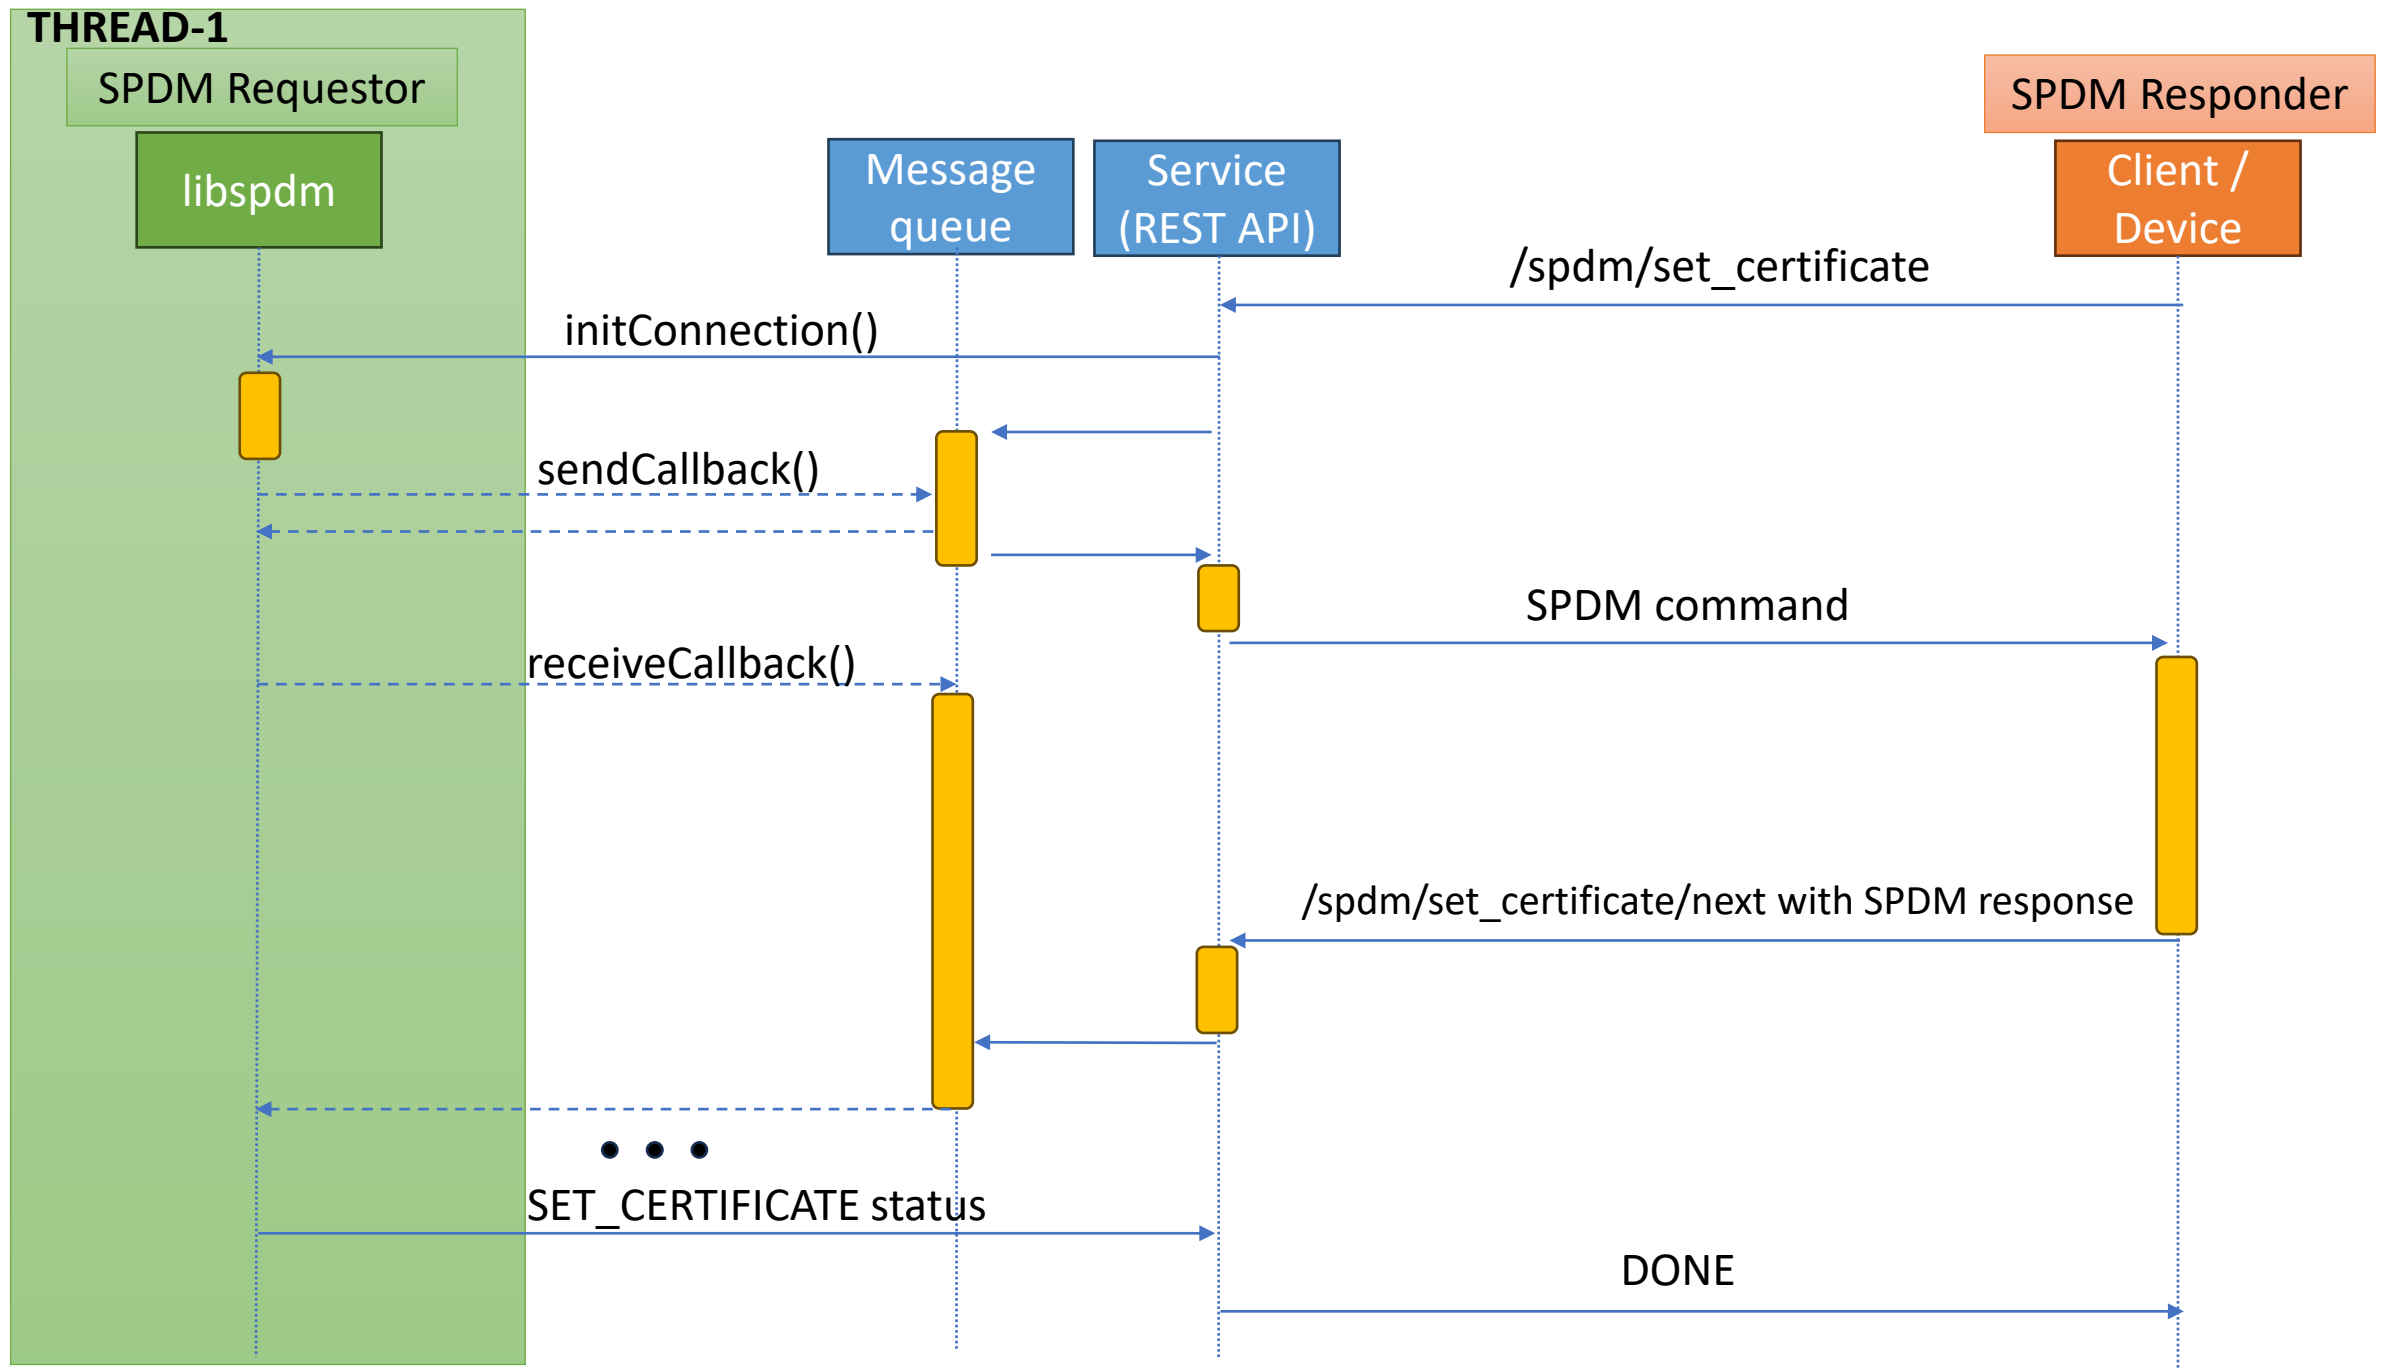 THREAD-1
SPDM Requestor
SPDM Responder
libspdm
Message
queue
Service
(REST API)
Client /
Device
/spdm/set_certificate
initConnection()
sendCallback()
SPDM command
receiveCallback()
/spdm/set_certificate/next with SPDM response
SET_CERTIFICATE status
DONE